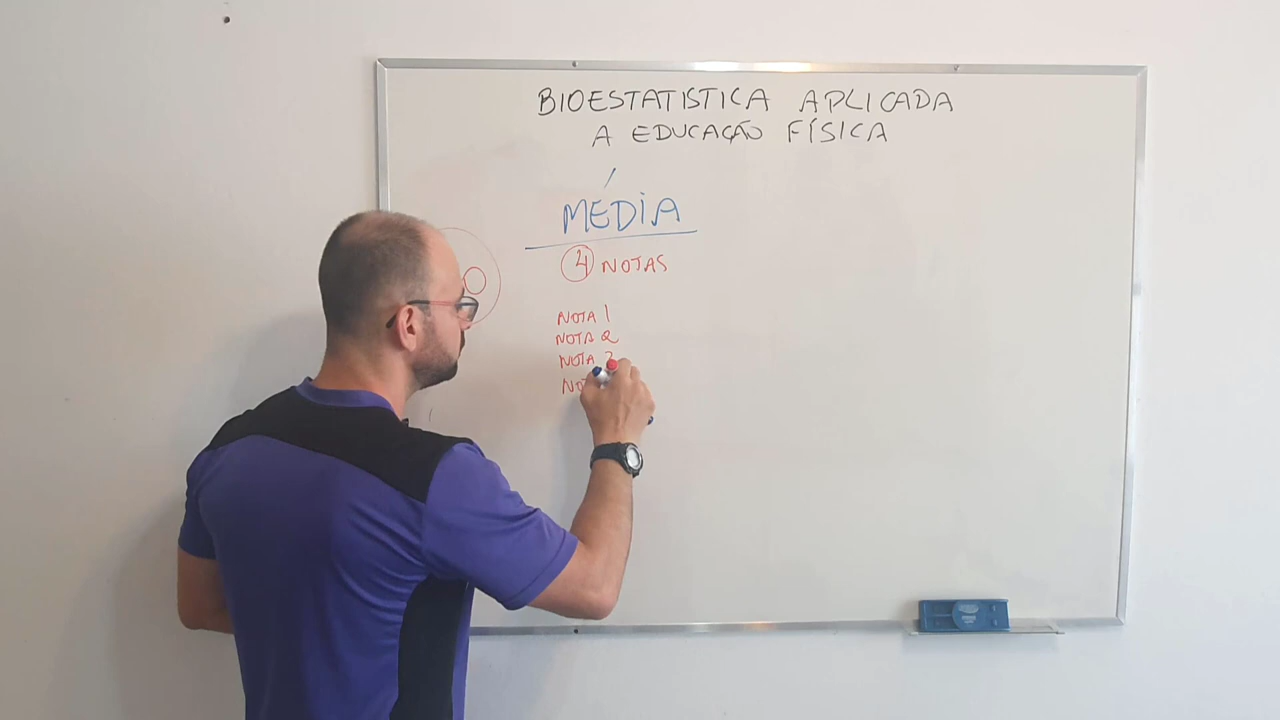 BIOESTATISTICA APLICADA
A EDUCAÇÃO FÍSICA
MÉDIA
4 NOTAS
NOTA 1
NOTA 2
NOTA 3